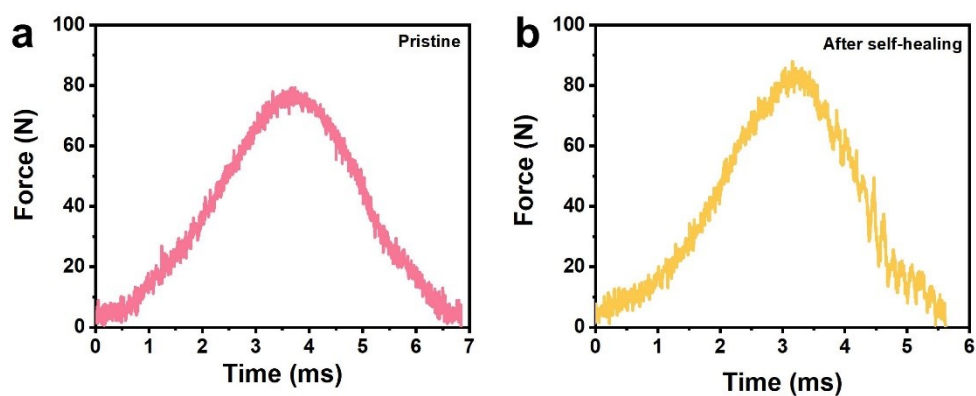 a
Pristine
Force (N)
100
80
60
40
20
0
0 1 2 3 4 5 6 7
Time (ms)
b
After self-healing
Force (N)
100
80
60
40
20
0
0 1 2 3 4 5 6
Time (ms)